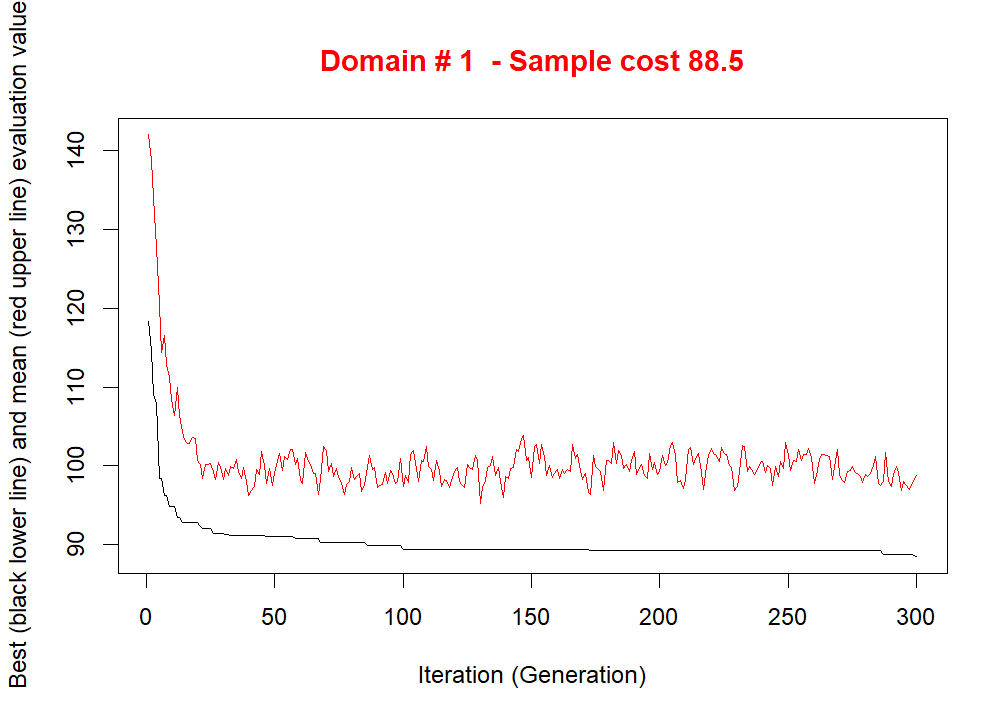 Domain # 1  - Sample cost 88.5
Best (black lower line) and mean (red upper line) evaluation value
140
130
120
110
100
90
0 50 100 150 200 250 300
Iteration (Generation)